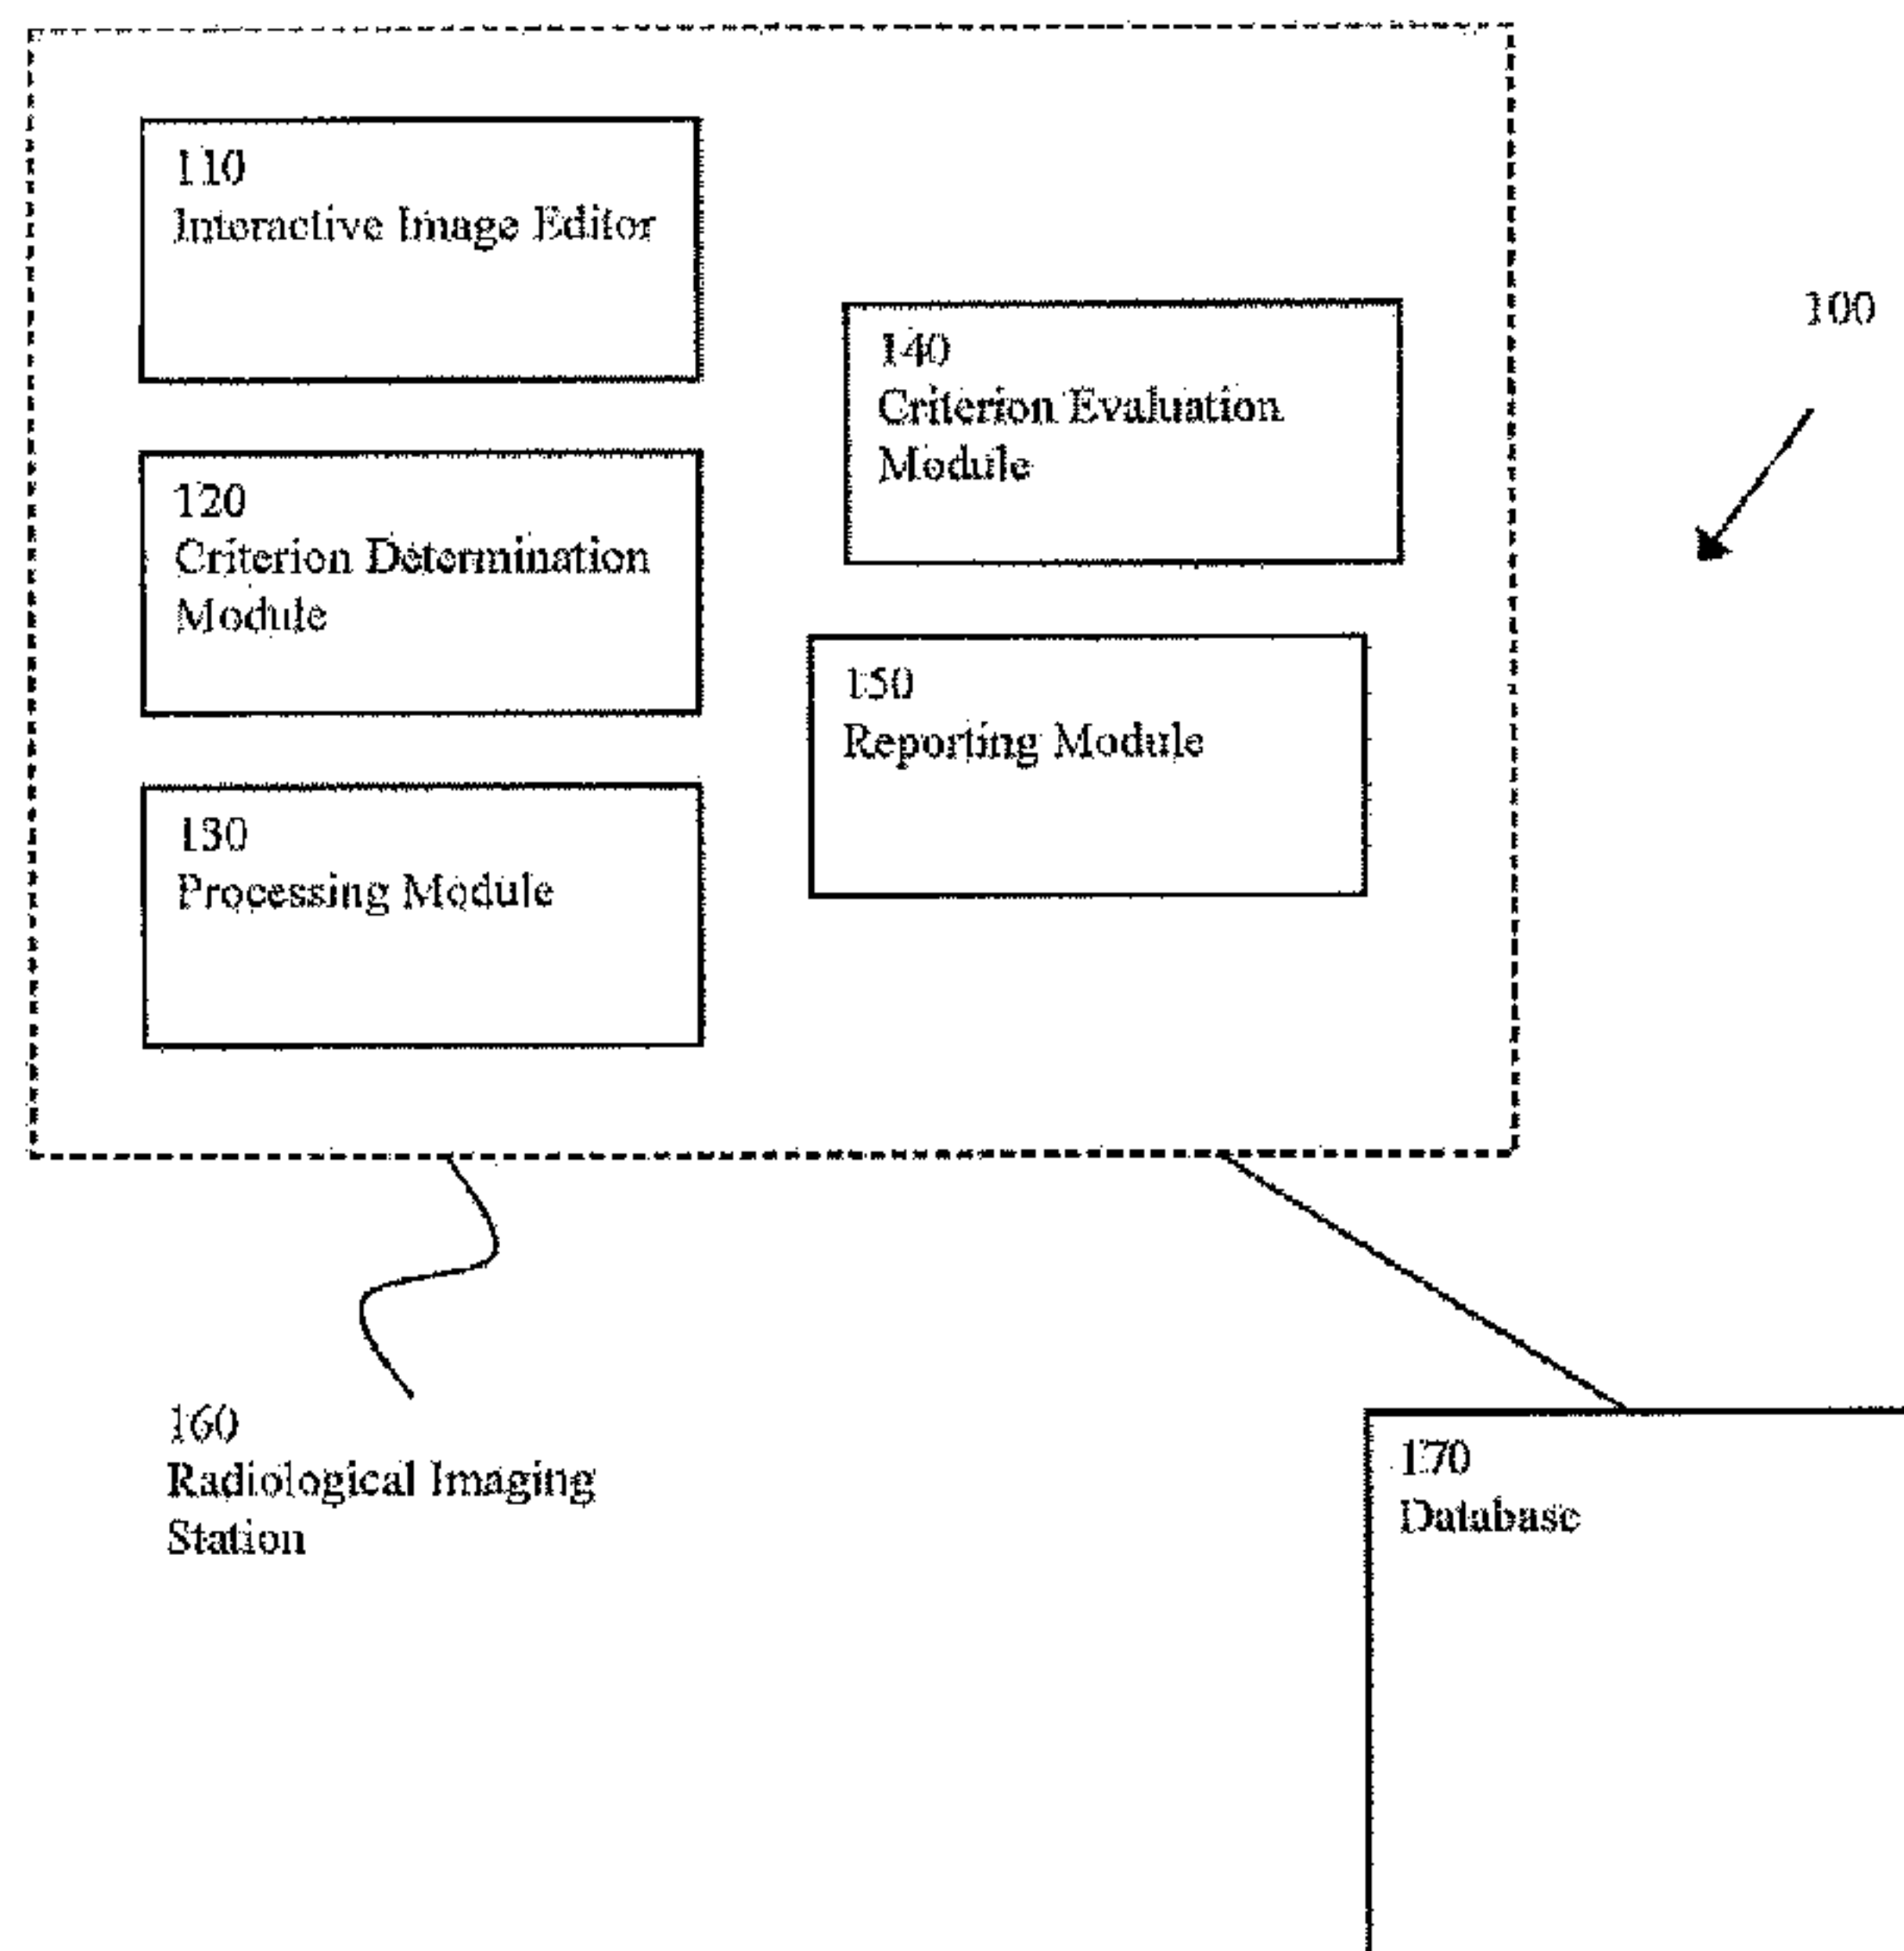 110
Interactive Image Editor
120
Criterion Determination
Module
130
Processing Module
140
Criterion Evaluation
Module
150
Reporting Module
100
160
Radiological Imaging
Station
170
Database